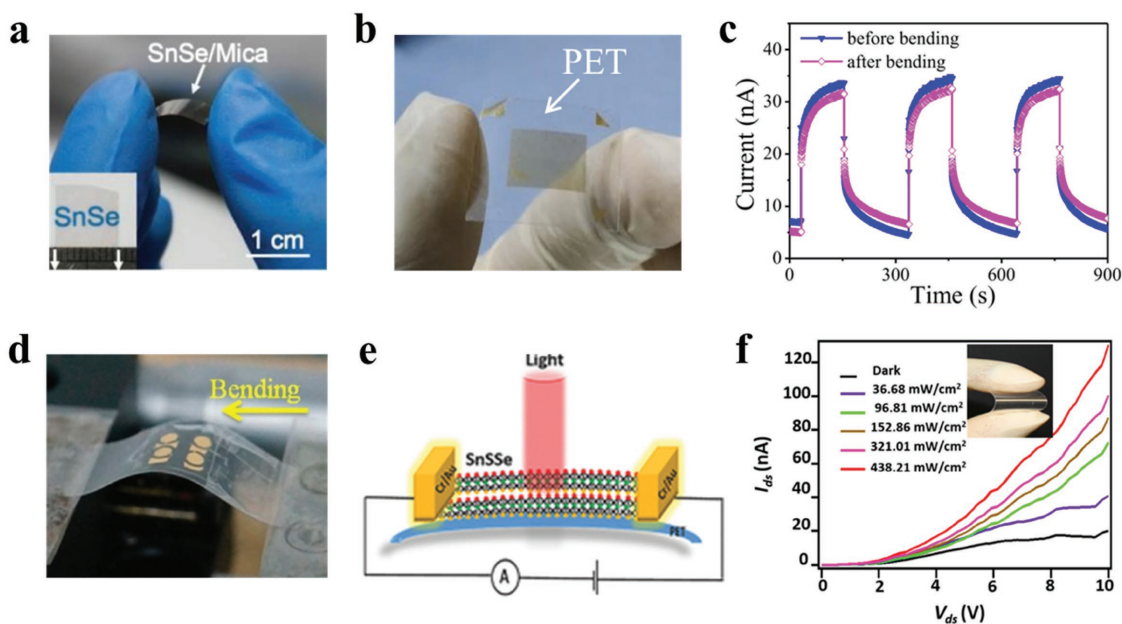 a
SnSe/Mica
SnSe
1 cm
b
PET
c
before bending
after bending
Current (nA)
45
40
30
20
10
0
0
300
600
900
Time (s)
d
Bending
e
Light
SnSSe
Cr/Au
Cr/Au
PET
A
f
Dark
36.68 mW/cm²
96.81 mW/cm²
152.86 mW/cm²
321.01 mW/cm²
438.21 mW/cm²
Ids (nA)
120
100
80
60
40
20
0
0
2
4
6
8
10
Vds (V)